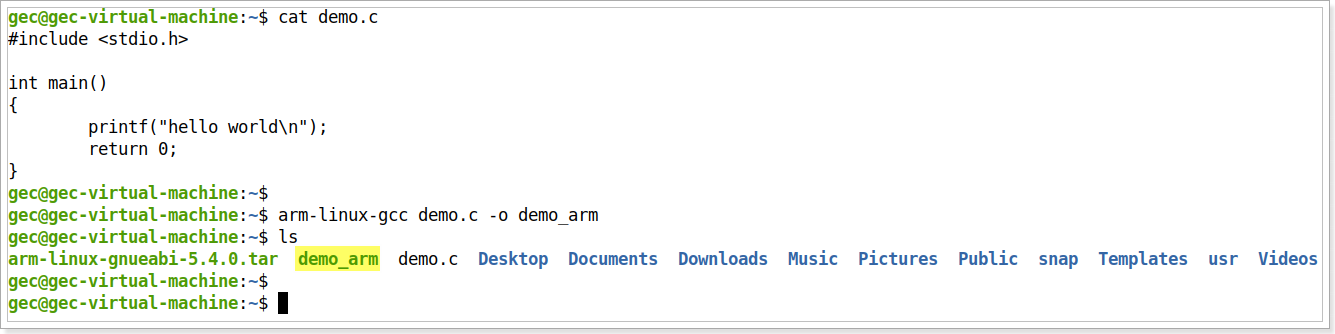 gec@gec-virtual-machine:~$ cat demo.c
#include <stdio.h>

int main()
{
        printf("hello world\n");
        return 0;
}
gec@gec-virtual-machine:~$
gec@gec-virtual-machine:~$ arm-linux-gcc demo.c -o demo_arm
gec@gec-virtual-machine:~$ ls
arm-linux-gnueabi-5.4.0.tar  demo_arm  demo.c  Desktop  Documents  Downloads  Music  Pictures  Public  snap  Templates  usr  Videos
gec@gec-virtual-machine:~$
gec@gec-virtual-machine:~$